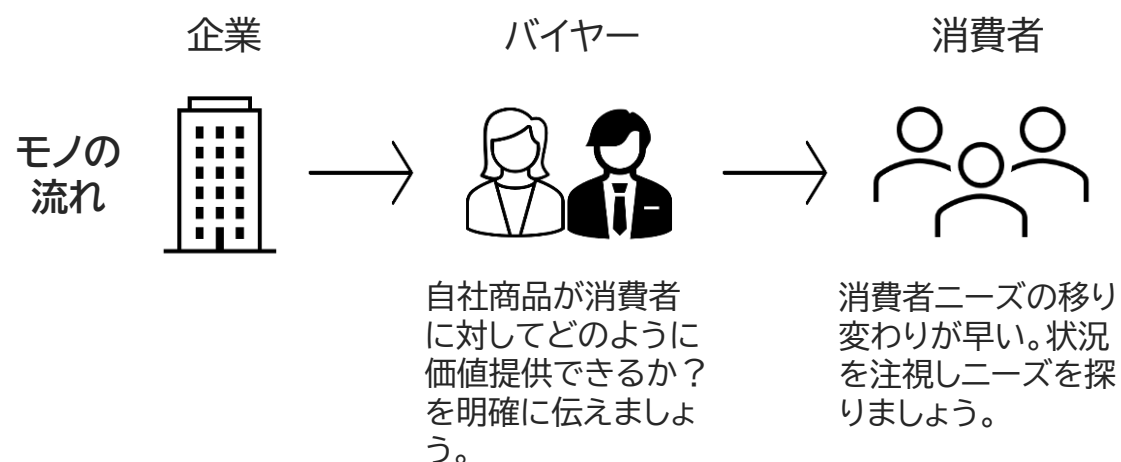 企業
バイヤー
消費者
モノの
流れ
自社商品が消費者
に対してどのように
価値提供できるか？
を明確に伝えましょ
う。
消費者ニーズの移り
変わりが早い。状況
を注視しニーズを探
りましょう。